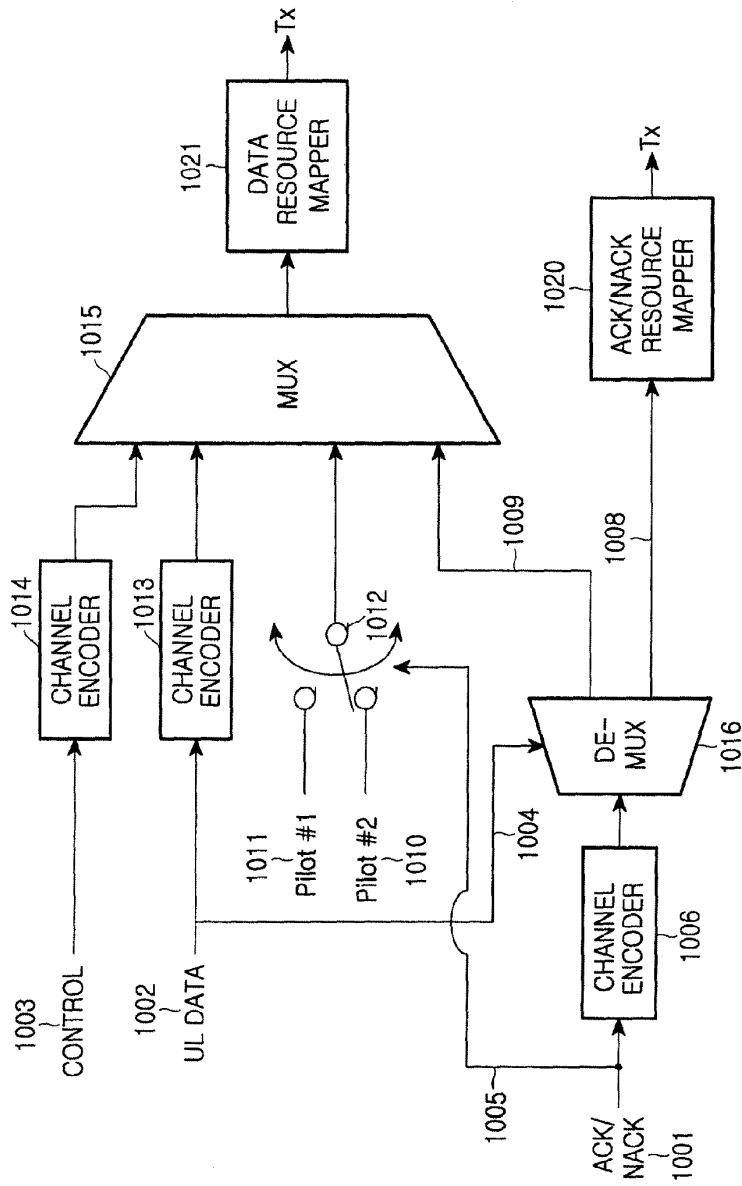 1003
CONTROL
CHANNEL
ENCODER
1014
1002
UL DATA
CHANNEL
ENCODER
1013
1011
Pilot #1
Pilot #2
1010
1012
1015
MUX
1021
DATA
RESOURCE
MAPPER
Tx
1004
1005
1009
1008
ACK/
NACK
1001
CHANNEL
ENCODER
1006
DE-
MUX
1016
1020
ACK/NACK
RESOURCE
MAPPER
Tx